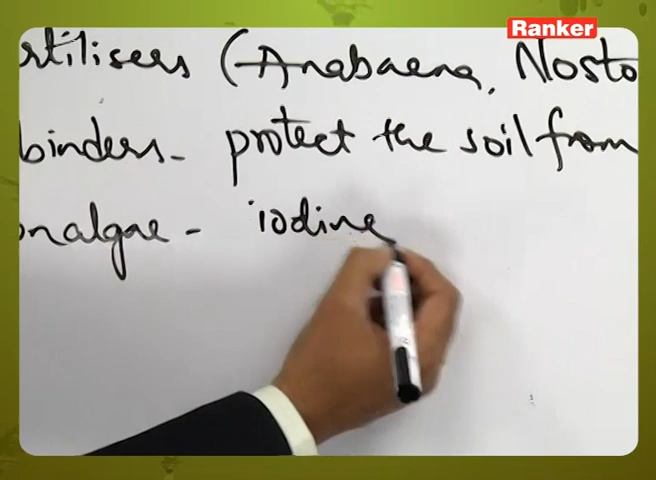 Ranker
rtilisers (Anabaena, Nosto
binders - protect the soil from
onalgae - iodine